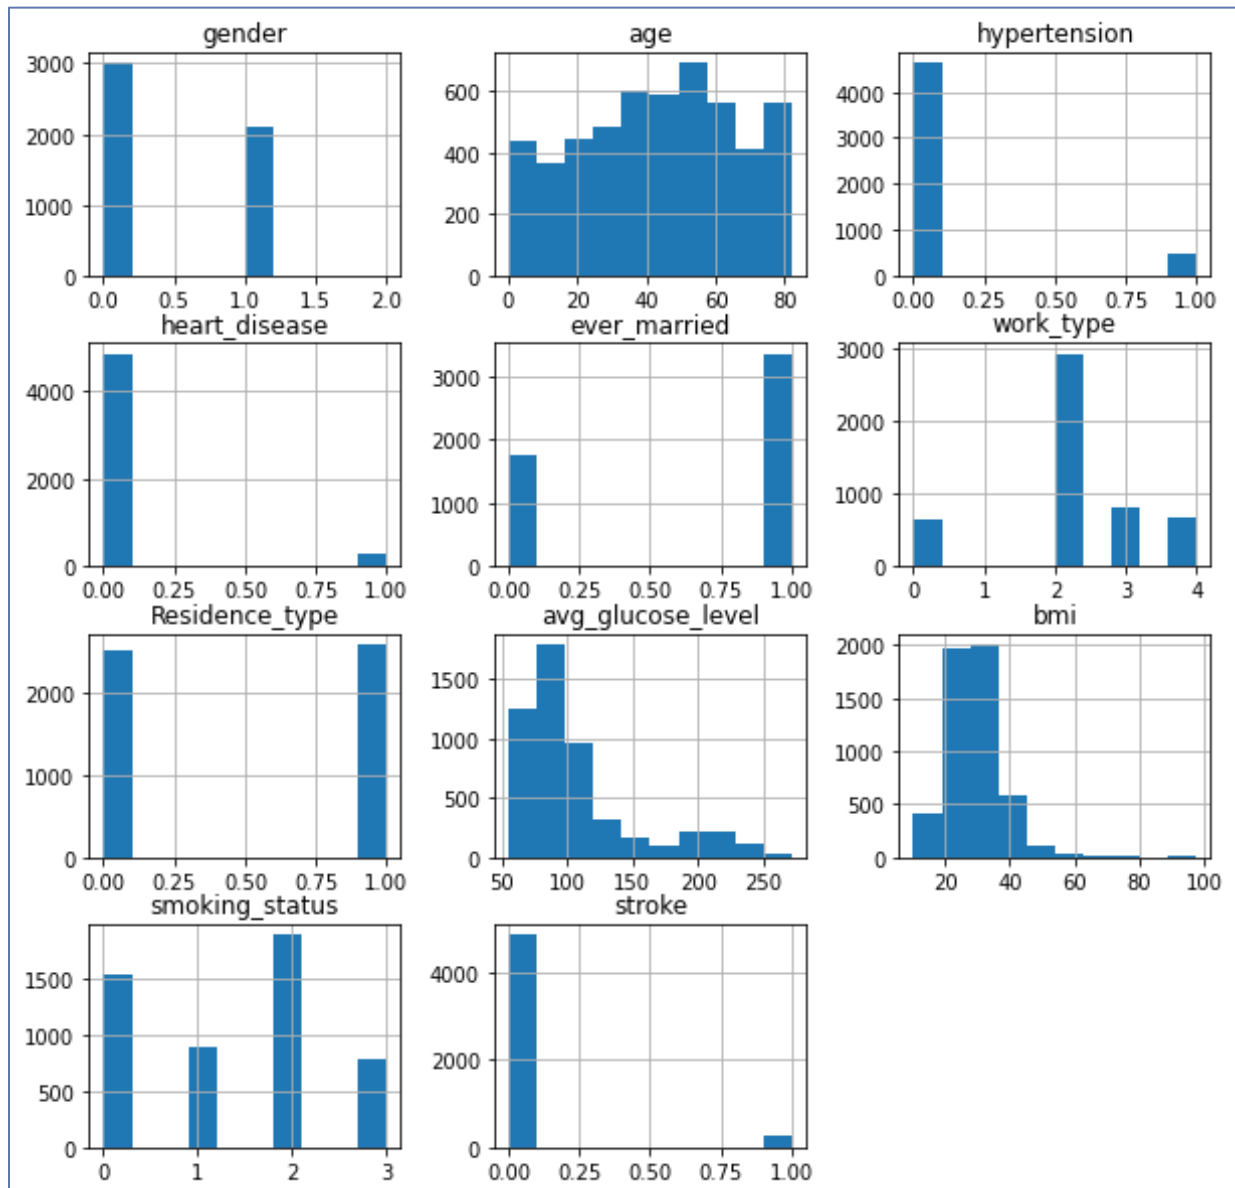 gender
3000
2000
1000
0
0.0 0.5 1.0 1.5 2.0
age
600
400
200
0
0 20 40 60 80
hypertension
4000
3000
2000
1000
0
0.00 0.25 0.50 0.75 1.00
heart_disease
4000
2000
0
0.00 0.25 0.50 0.75 1.00
ever_married
3000
2000
1000
0
0.00 0.25 0.50 0.75 1.00
work_type
3000
2000
1000
0
0 1 2 3 4
Residence_type
2000
1000
0
0.00 0.25 0.50 0.75 1.00
avg_glucose_level
1500
1000
500
0
50 100 150 200 250
bmi
2000
1500
1000
500
0
20 40 60 80 100
smoking_status
1500
1000
500
0
0 1 2 3
stroke
4000
2000
0
0.00 0.25 0.50 0.75 1.00